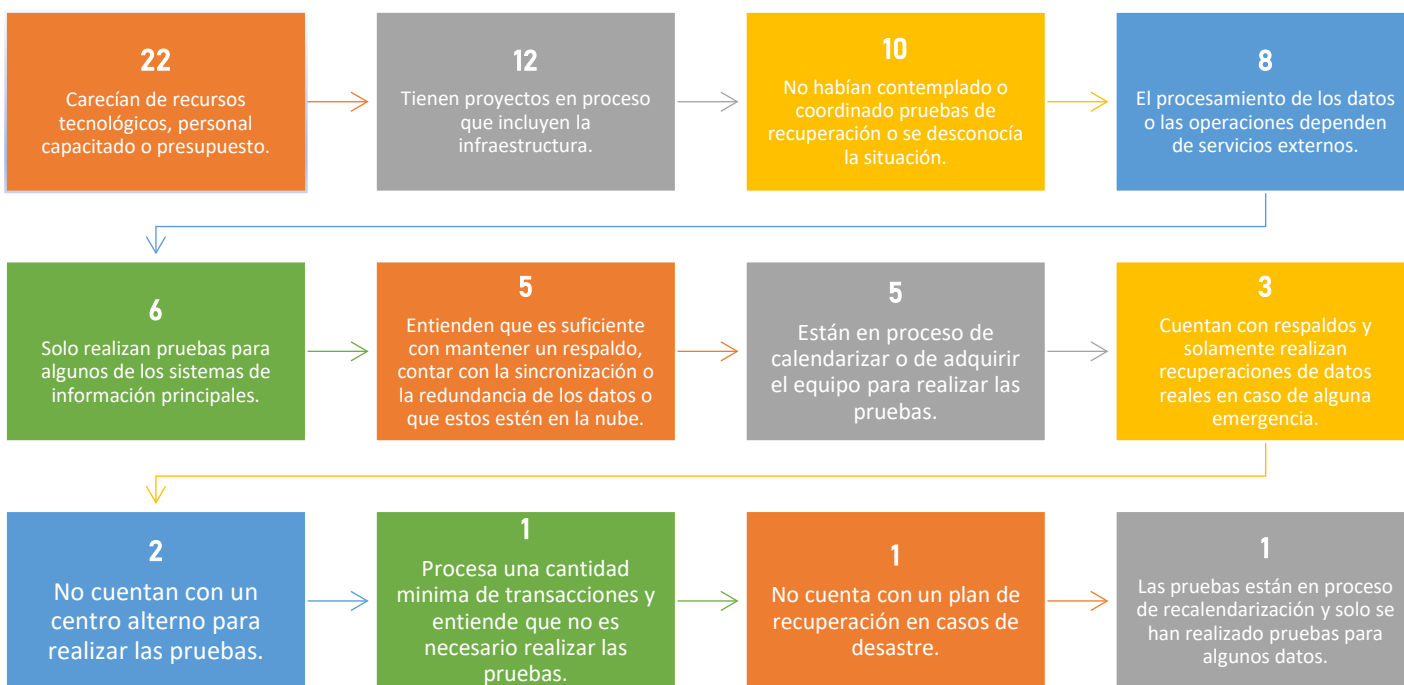 22
Carecían de recursos
tecnológicos, personal
capacitado o presupuesto.
12
Tienen proyectos en proceso
que incluyen la
infraestructura.
10
No habían contemplado o
coordinado pruebas de
recuperación o se desconocía
la situación.
8
El procesamiento de los datos
o las operaciones dependen
de servicios externos.
6
Solo realizan pruebas para
algunos de los sistemas de
información principales.
5
Entienden que es suficiente
con mantener un respaldo,
contar con la sincronización o
la redundancia de los datos o
que estos estén en la nube.
5
Están en proceso de
calendarizar o de adquirir
el equipo para realizar las
pruebas.
3
Cuentan con respaldos y
solamente realizan
recuperaciones de datos
reales en caso de alguna
emergencia.
2
No cuentan con un
centro alterno para
realizar las pruebas.
1
Procesa una cantidad
minima de transacciones y
entiende que no es
necesario realizar las
pruebas.
1
No cuenta con un plan de
recuperación en casos de
desastre.
1
Las pruebas están en proceso
de recalendarización y solo se
han realizado pruebas para
algunos datos.